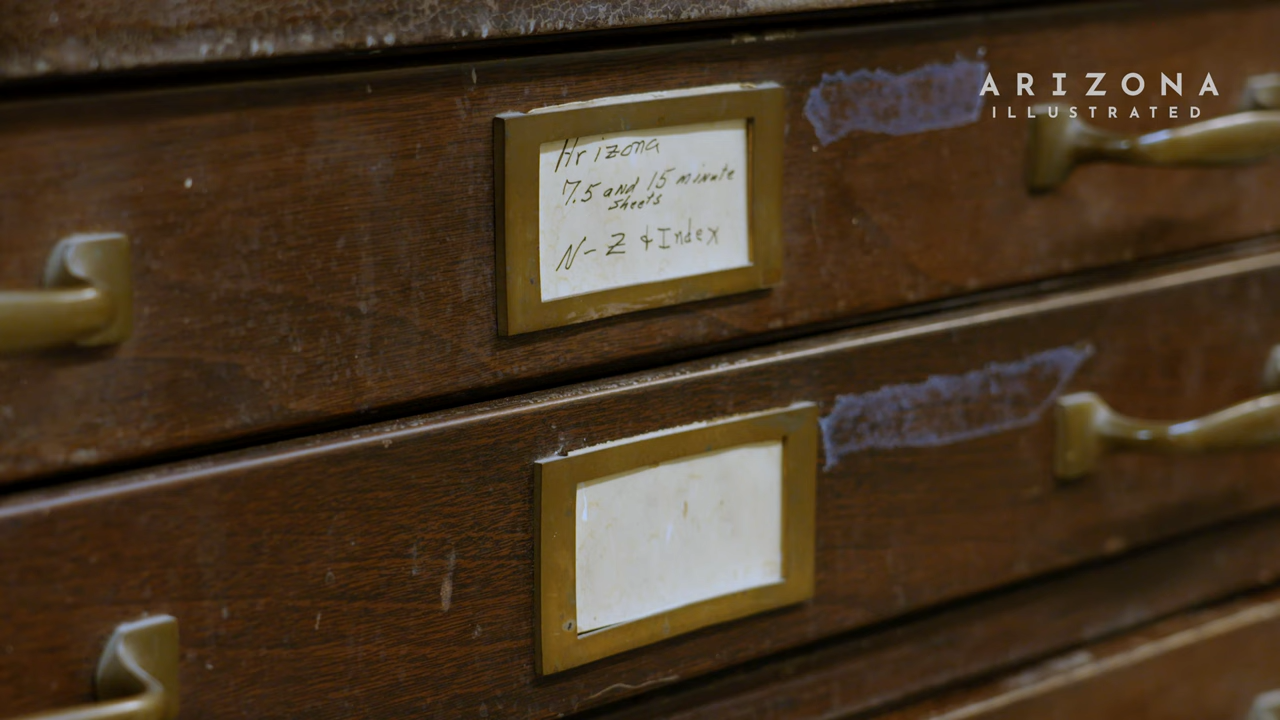 ARIZONA
ILLUSTRATED
Arizona
7.5 and 15 minute
sheets
N-Z & Index